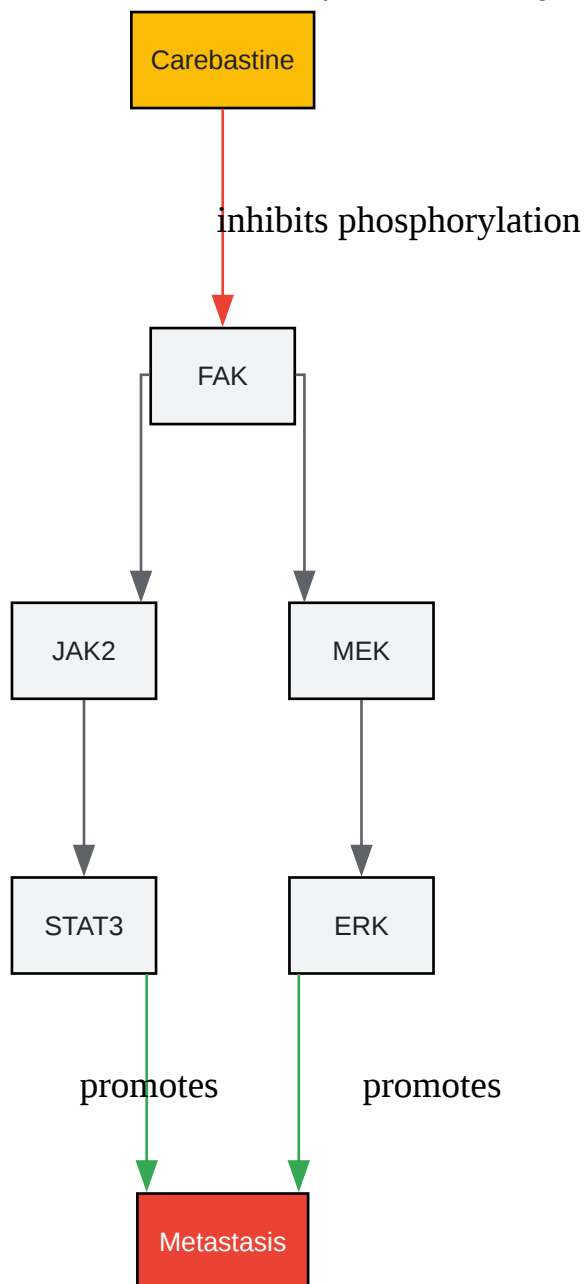 Carebastine
inhibits phosphorylation
FAK
JAK2
MEK
STAT3
ERK
promotes
promotes
Metastasis